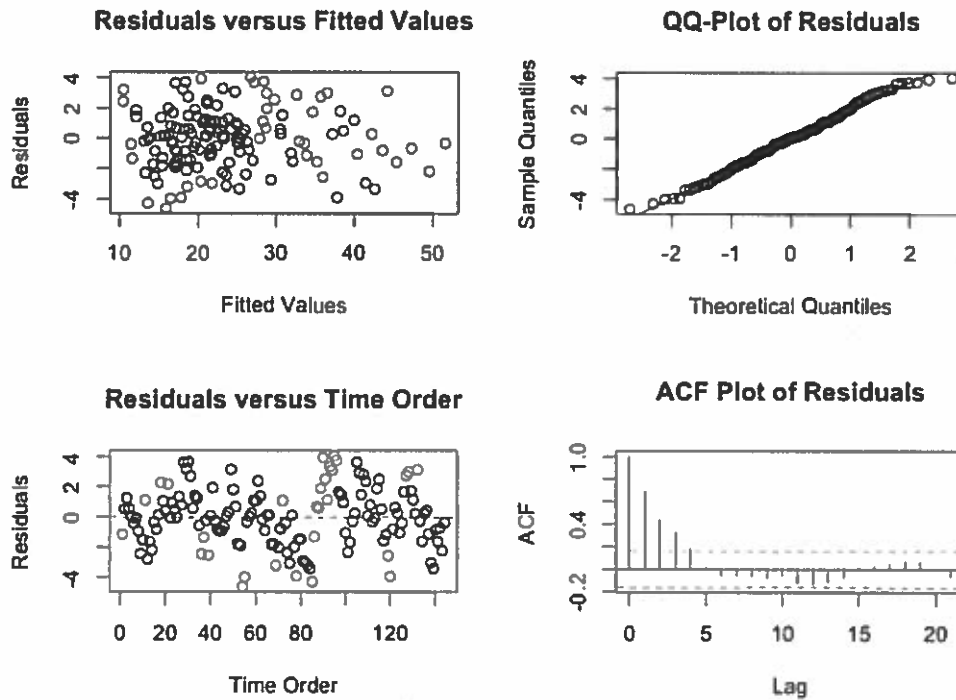 Residuals versus Fitted Values
Residuals
4
2
0
-4
10 20 30 40 50
Fitted Values
QQ-Plot of Residuals
Sample Quantiles
4
2
0
-4
-2 -1 0 1 2
Theoretical Quantiles
Residuals versus Time Order
Residuals
4
2
0
-4
0 20 40 60 80 120
Time Order
ACF Plot of Residuals
ACF
1.0
0.4
-0.2
0 5 10 15 20
Lag